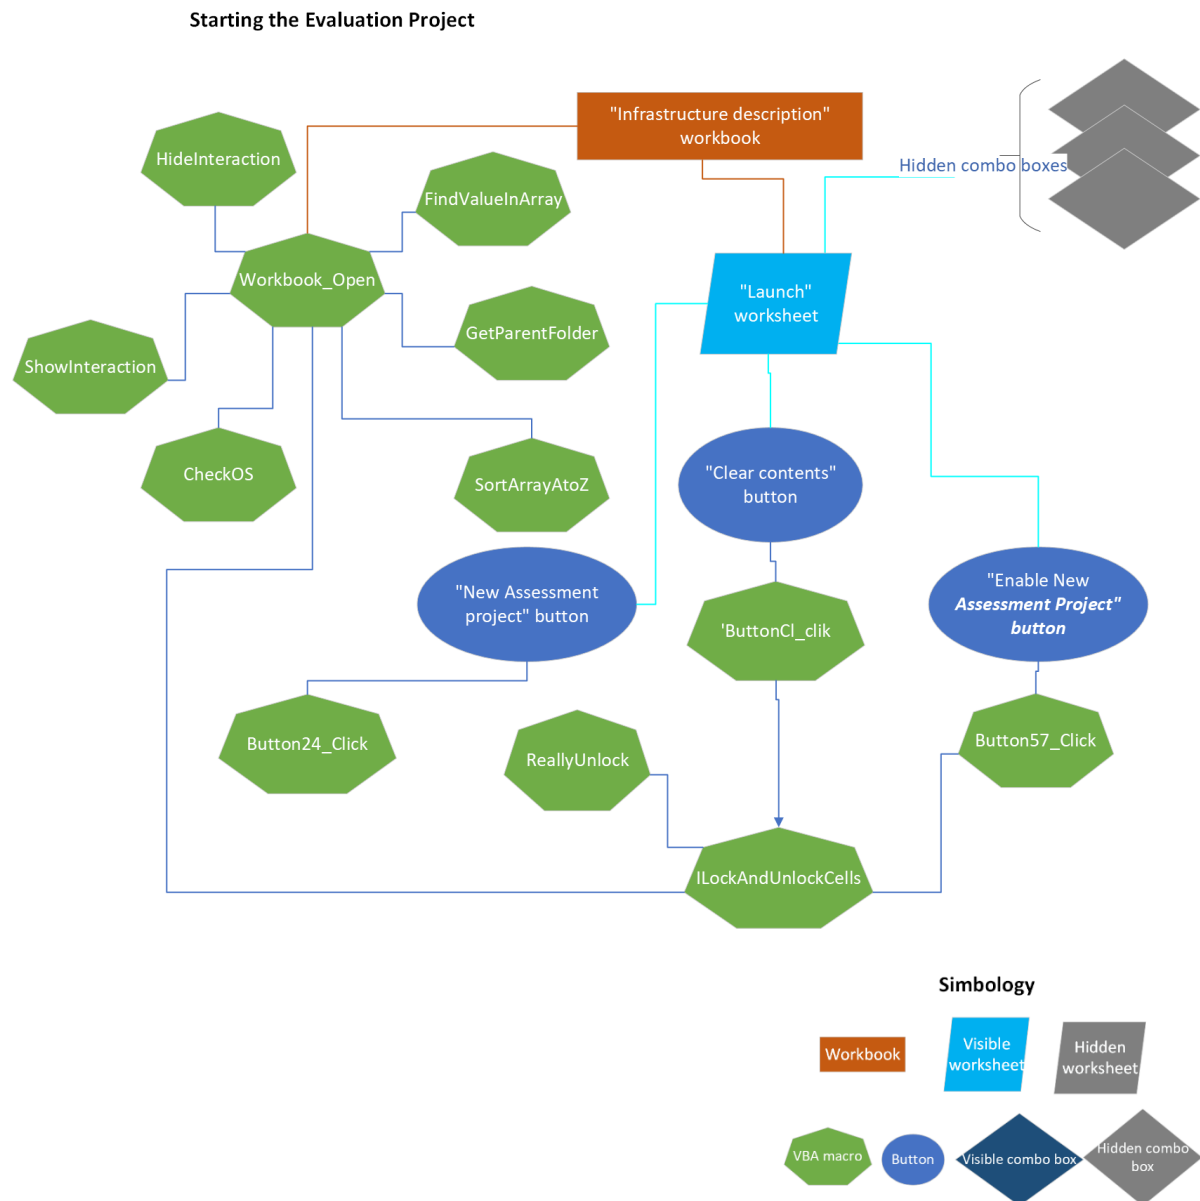 Starting the Evaluation Project
"Infrastructure description"
workbook
HideInteraction
FindValueInArray
Hidden combo boxes
Workbook_Open
"Launch"
worksheet
GetParentFolder
ShowInteraction
CheckOS
SortArrayAtoZ
"Clear contents"
button
"New Assessment
project" button
'ButtonCl_clik
"Enable New
Assessment Project"
button
Button24_Click
ReallyUnlock
Button57_Click
ILockAndUnlockCells
Simbology
Workbook
Visible
worksheet
Hidden
worksheet
VBA macro
Button
Visible combo box
Hidden combo
box